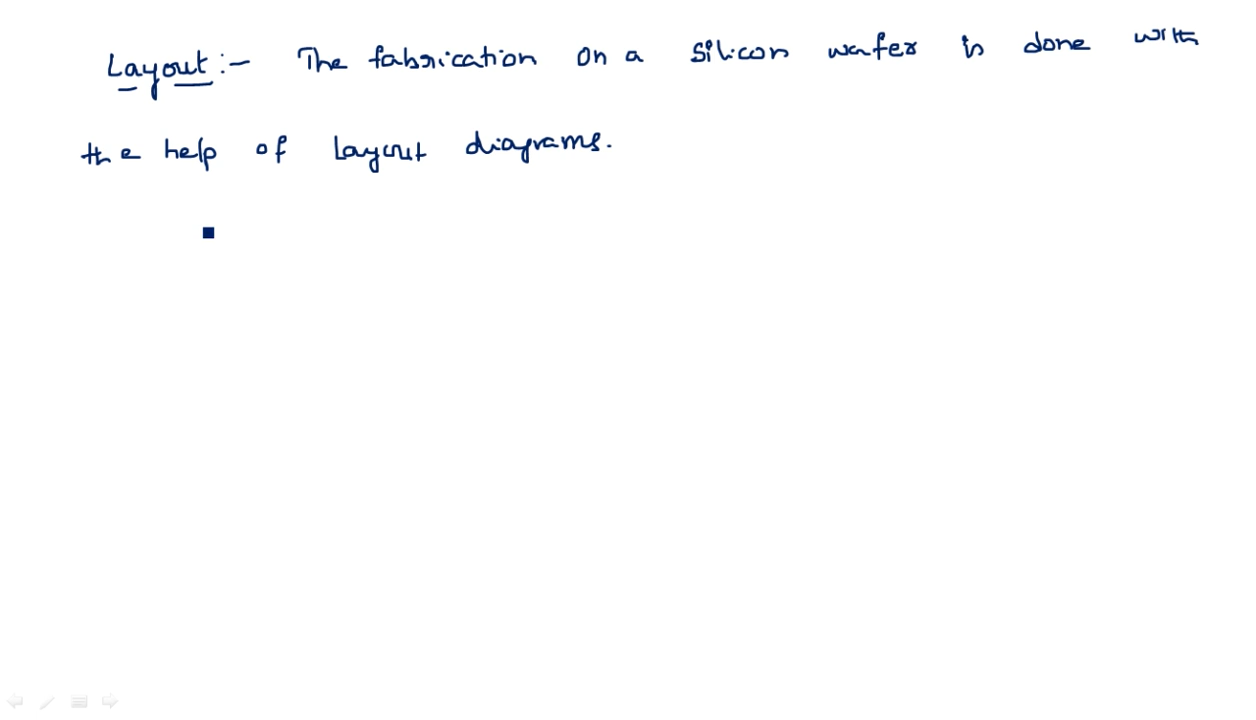 Layout :- The fabrication on a silicon wafer is done with
the help of layout diagrams.